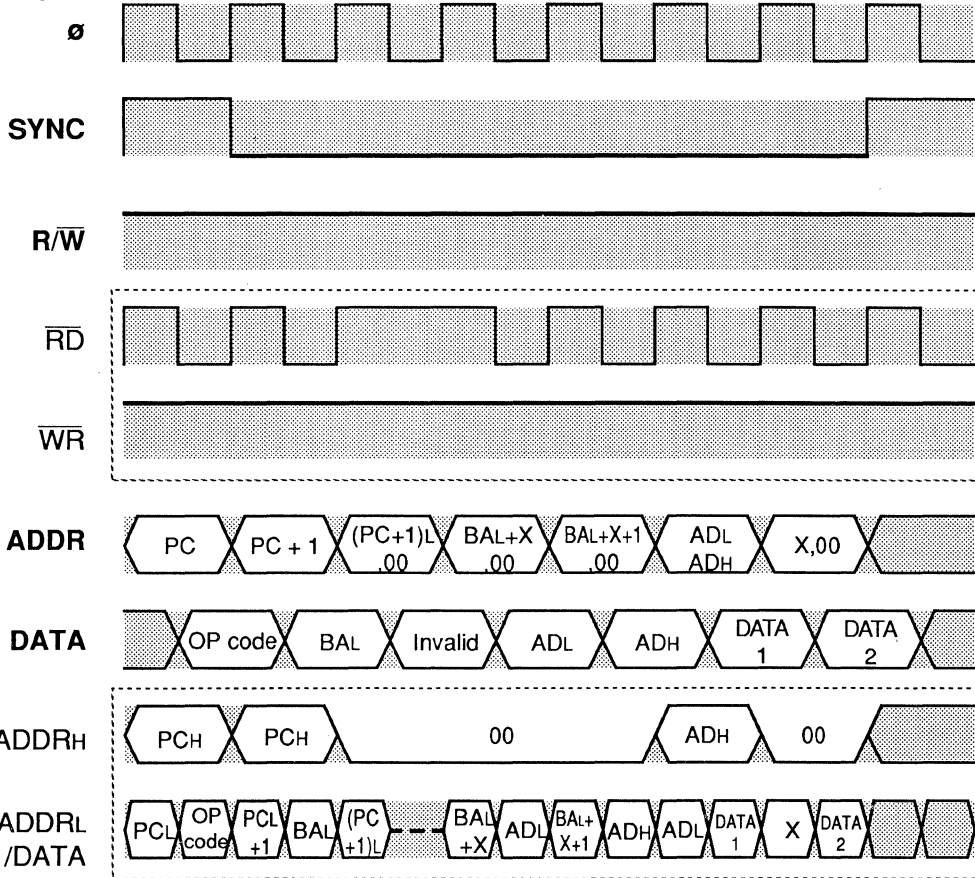 ø
SYNC
R/W̅
R̅D̅
W̅R̅
ADDR
PC
PC + 1
(PC+1)L
,00
BAL+X
,00
BAL+X+1
,00
ADL
ADH
X,00
DATA
OP code
BAL
Invalid
ADL
ADH
DATA
1
DATA
2
ADDRH
PCH
PCH
00
ADH
00
ADDRL
/DATA
PCL
OP
code
PCL
+1
BAL
(PC
+1)L
BAL
+X
ADL
BAL+
X+1
ADH
ADL
DATA
1
X
DATA
2